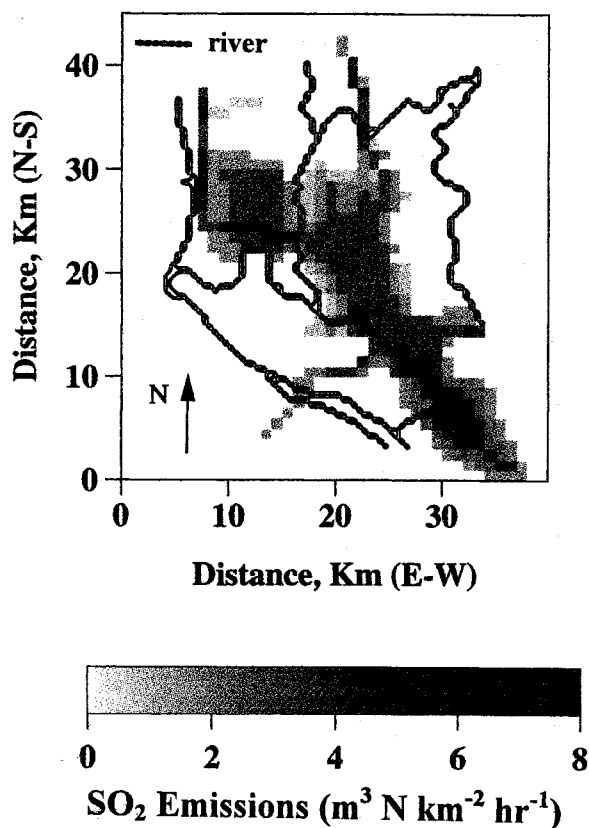 river
40
30
20
10
0
Distance, Km (N-S)
N
0 10 20 30
Distance, Km (E-W)
0 2 4 6 8
SO2 Emissions (m³ N km⁻² hr⁻¹)